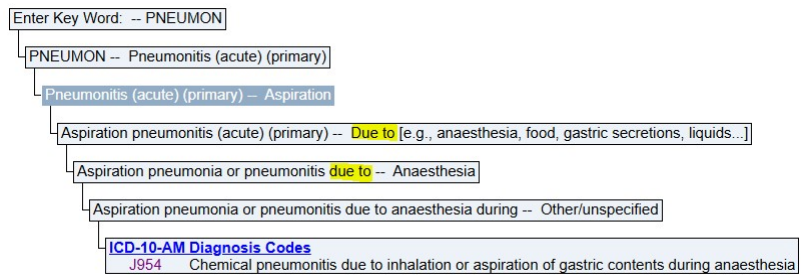 Enter Key Word: -- PNEUMON
PNEUMON -- Pneumonitis (acute) (primary)
Pneumonitis (acute) (primary) -- Aspiration
Aspiration pneumonitis (acute) (primary) -- Due to [e.g., anaesthesia, food, gastric secretions, liquids...]
Aspiration pneumonia or pneumonitis due to -- Anaesthesia
Aspiration pneumonia or pneumonitis due to anaesthesia during -- Other/unspecified
ICD-10-AM Diagnosis Codes
J954 Chemical pneumonitis due to inhalation or aspiration of gastric contents during anaesthesia